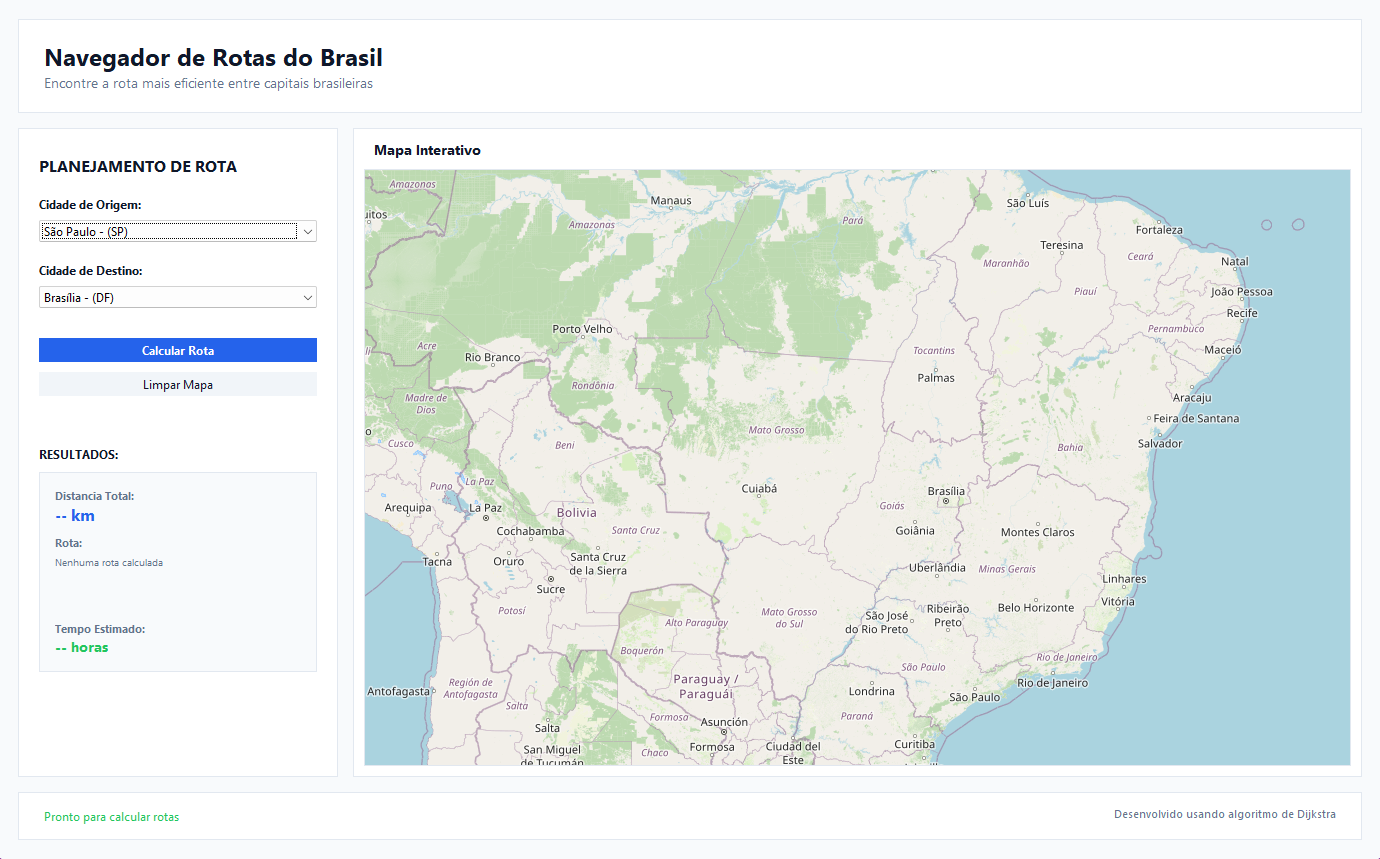 Navegador de Rotas do Brasil
Encontre a rota mais eficiente entre capitais brasileiras
PLANEJAMENTO DE ROTA
Cidade de Origem:
São Paulo - (SP)
Cidade de Destino:
Brasília - (DF)
Calcular Rota
Limpar Mapa
RESULTADOS:
Distancia Total:
-- km
Rota:
Nenhuma rota calculada
Tempo Estimado:
-- horas
Mapa Interativo
Amazonas
Manaus
São Luís
uitos
Amazonas
Pará
Fortaleza
Teresina
Ceará
Maranhão
Natal
Piauí
João Pessoa
Recife
Porto Velho
Pernambuco
Acre
Rio Branco
Tocantins
Maceió
Palmas
Rondônia
Madre de
Dios
Aracaju
Feira de Santana
Mato Grosso
o
Cusco
Beni
Bahia
Salvador
Puno
La Paz
Cuiabá
Brasília
Arequipa
La Paz
Bolivia
Goiás
Cochabamba
Santa Cruz
Goiânia
Montes Claros
Tacna
Oruro
Santa Cruz
de la Sierra
Uberlândia
Minas Gerais
Sucre
Linhares
Potosí
Mato Grosso
do Sul
São José
do Rio Preto
Ribeirão
Preto
Belo Horizonte
Vitória
Alto Paraguay
Boquerón
São Paulo
Rio de Janeiro
Antofagasta
Región de
Antofagasta
Paraguay /
Paraguái
Londrina
São Paulo
Rio de Janeiro
Salta
Formosa
Asunción
Paraná
Salta
San Miguel
de Tucumán
Chaco
Formosa
Ciudad del
Este
Curitiba
Pronto para calcular rotas
Desenvolvido usando algoritmo de Dijkstra